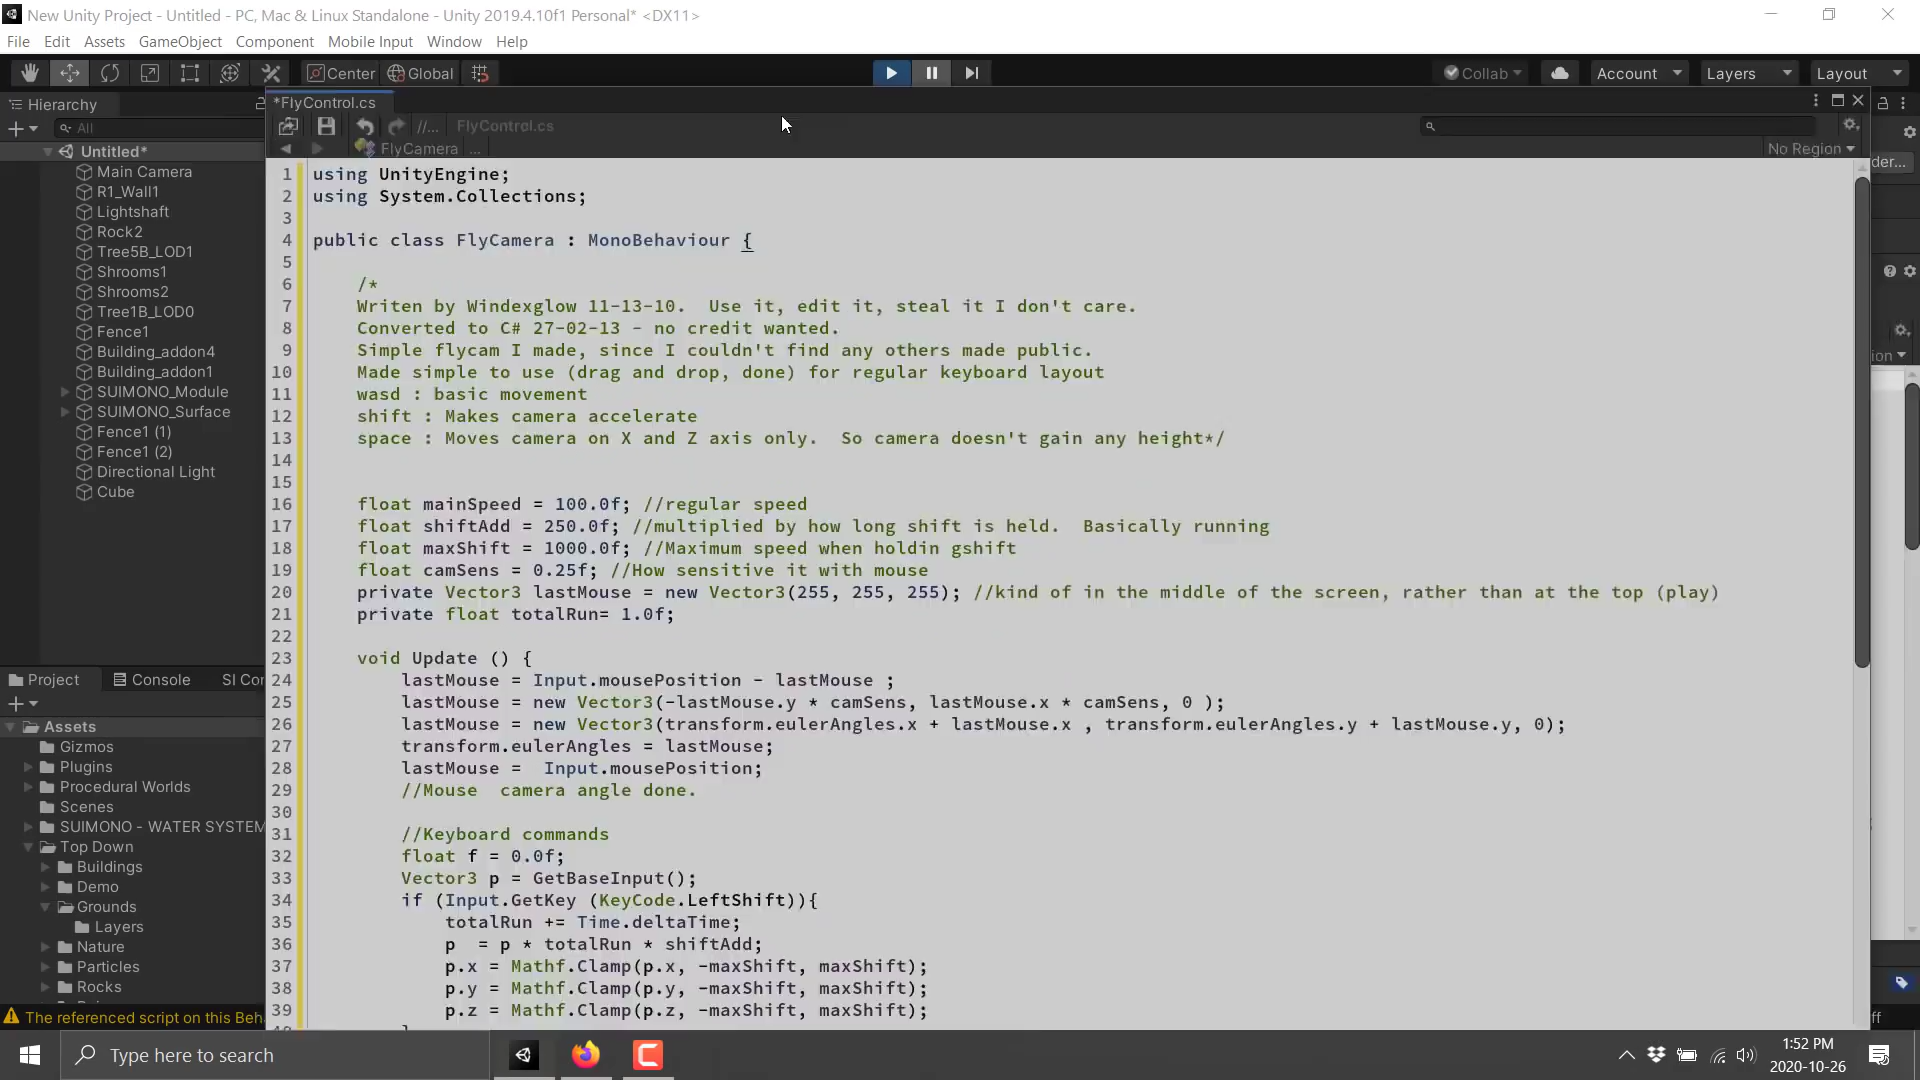 New Unity Project - Untitled - PC, Mac & Linux Standalone - Unity 2019.4.10f1 Personal* <DX11>
File Edit Assets GameObject Component Mobile Input Window Help
Center Global Collab Account Layers Layout
Hierarchy
*FlyControl.cs
All
//... FlyControl.cs
FlyCamera ... No Region
Untitled*
Main Camera
R1_Wall1
Lightshaft
Rock2
Tree5B_LOD1
Shrooms1
Shrooms2
Tree1B_LOD0
Fence1
Building_addon4
Building_addon1
SUIMONO_Module
SUIMONO_Surface
Fence1 (1)
Fence1 (2)
Directional Light
Cube
Project Console SI Cor
Assets
Gizmos
Plugins
Procedural Worlds
Scenes
SUIMONO - WATER SYSTEM
Top Down
Buildings
Demo
Grounds
Layers
Nature
Particles
Rocks
The referenced script on this Beh
1 using UnityEngine;
2 using System.Collections;
3
4 public class FlyCamera : MonoBehaviour {
5
6 /*
7 Writen by Windexglow 11-13-10.  Use it, edit it, steal it I don't care.
8 Converted to C# 27-02-13 - no credit wanted.
9 Simple flycam I made, since I couldn't find any others made public.
10 Made simple to use (drag and drop, done) for regular keyboard layout
11 wasd : basic movement
12 shift : Makes camera accelerate
13 space : Moves camera on X and Z axis only.  So camera doesn't gain any height*/
14
15
16 float mainSpeed = 100.0f; //regular speed
17 float shiftAdd = 250.0f; //multiplied by how long shift is held.  Basically running
18 float maxShift = 1000.0f; //Maximum speed when holdin gshift
19 float camSens = 0.25f; //How sensitive it with mouse
20 private Vector3 lastMouse = new Vector3(255, 255, 255); //kind of in the middle of the screen, rather than at the top (play)
21 private float totalRun= 1.0f;
22
23 void Update () {
24 lastMouse = Input.mousePosition - lastMouse ;
25 lastMouse = new Vector3(-lastMouse.y * camSens, lastMouse.x * camSens, 0 );
26 lastMouse = new Vector3(transform.eulerAngles.x + lastMouse.x , transform.eulerAngles.y + lastMouse.y, 0);
27 transform.eulerAngles = lastMouse;
28 lastMouse =  Input.mousePosition;
29 //Mouse  camera angle done.
30
31 //Keyboard commands
32 float f = 0.0f;
33 Vector3 p = GetBaseInput();
34 if (Input.GetKey (KeyCode.LeftShift)){
35 totalRun += Time.deltaTime;
36 p  = p * totalRun * shiftAdd;
37 p.x = Mathf.Clamp(p.x, -maxShift, maxShift);
38 p.y = Mathf.Clamp(p.y, -maxShift, maxShift);
39 p.z = Mathf.Clamp(p.z, -maxShift, maxShift);
der...
ion
ff
Type here to search
1:52 PM
2020-10-26